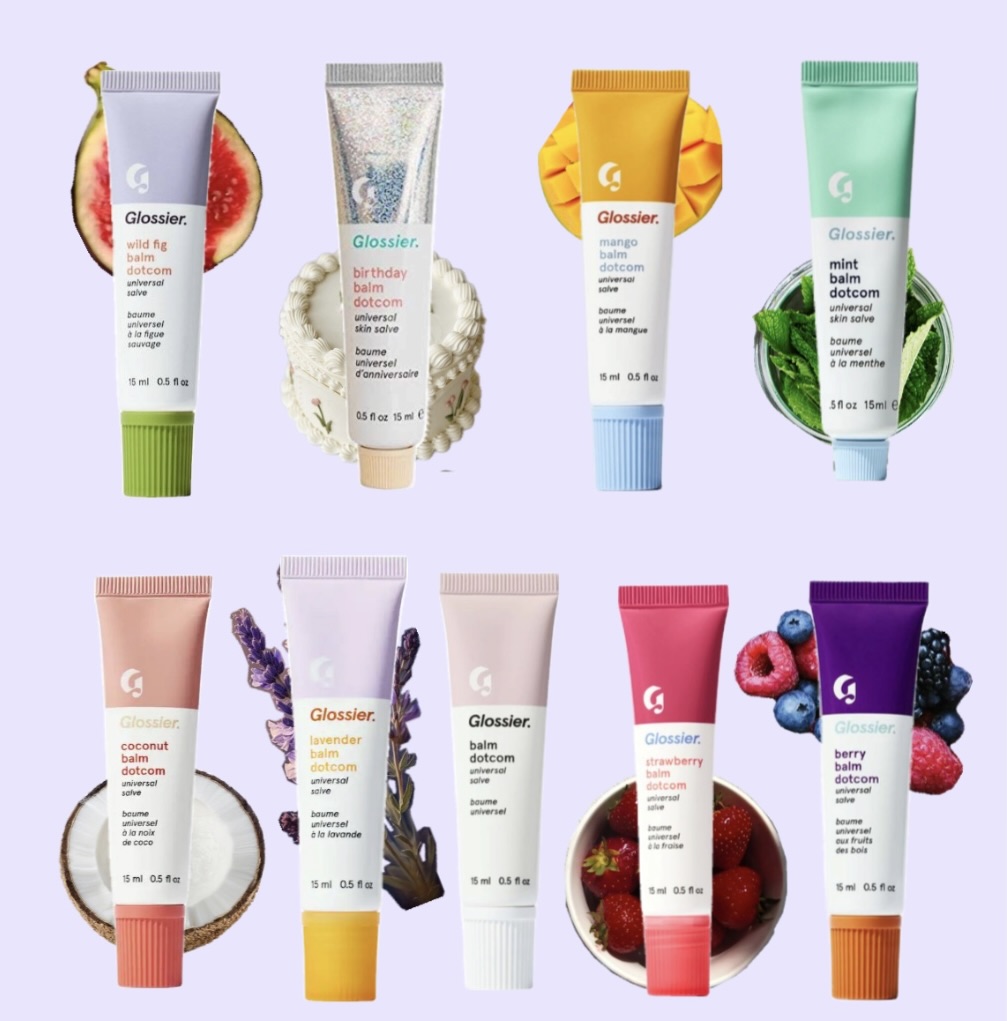 Glossier.
wild fig
balm
dotcom
universal
salve
baume
universel
à la figue
sauvage
15 ml 0.5 fl oz
Glossier.
birthday
balm
dotcom
universal
skin salve
baume
universel
d'anniversaire
0.5 fl oz 15 ml e
Glossier.
mango
balm
dotcom
universal
salve
baume
universel
à la mangue
15 ml 0.5 fl oz
Glossier.
mint
balm
dotcom
universal
skin salve
baume
universel
à la menthe
.5 fl oz 15ml e
Glossier.
coconut
balm
dotcom
universal
salve
baume
universel
à la noix
de coco
15 ml 0.5 fl oz
Glossier.
lavender
balm
dotcom
universal
salve
baume
universel
à la lavande
15 ml 0.5 fl oz
Glossier.
balm
dotcom
universal
salve
baume
universel
15 ml 0.5 fl oz
Glossier.
strawberry
balm
dotcom
universal
salve
baume
universel
à la fraise
15 ml 0.5 fl oz
Glossier.
berry
balm
dotcom
universal
salve
baume
universel
aux fruits
des bois
15 ml 0.5 fl oz